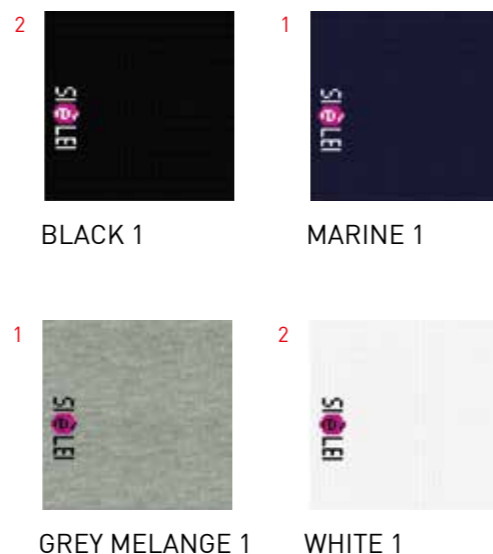 2
SI è LEI
BLACK 1
1
SI è LEI
MARINE 1
1
SI è LEI
GREY MELANGE 1
2
SI è LEI
WHITE 1